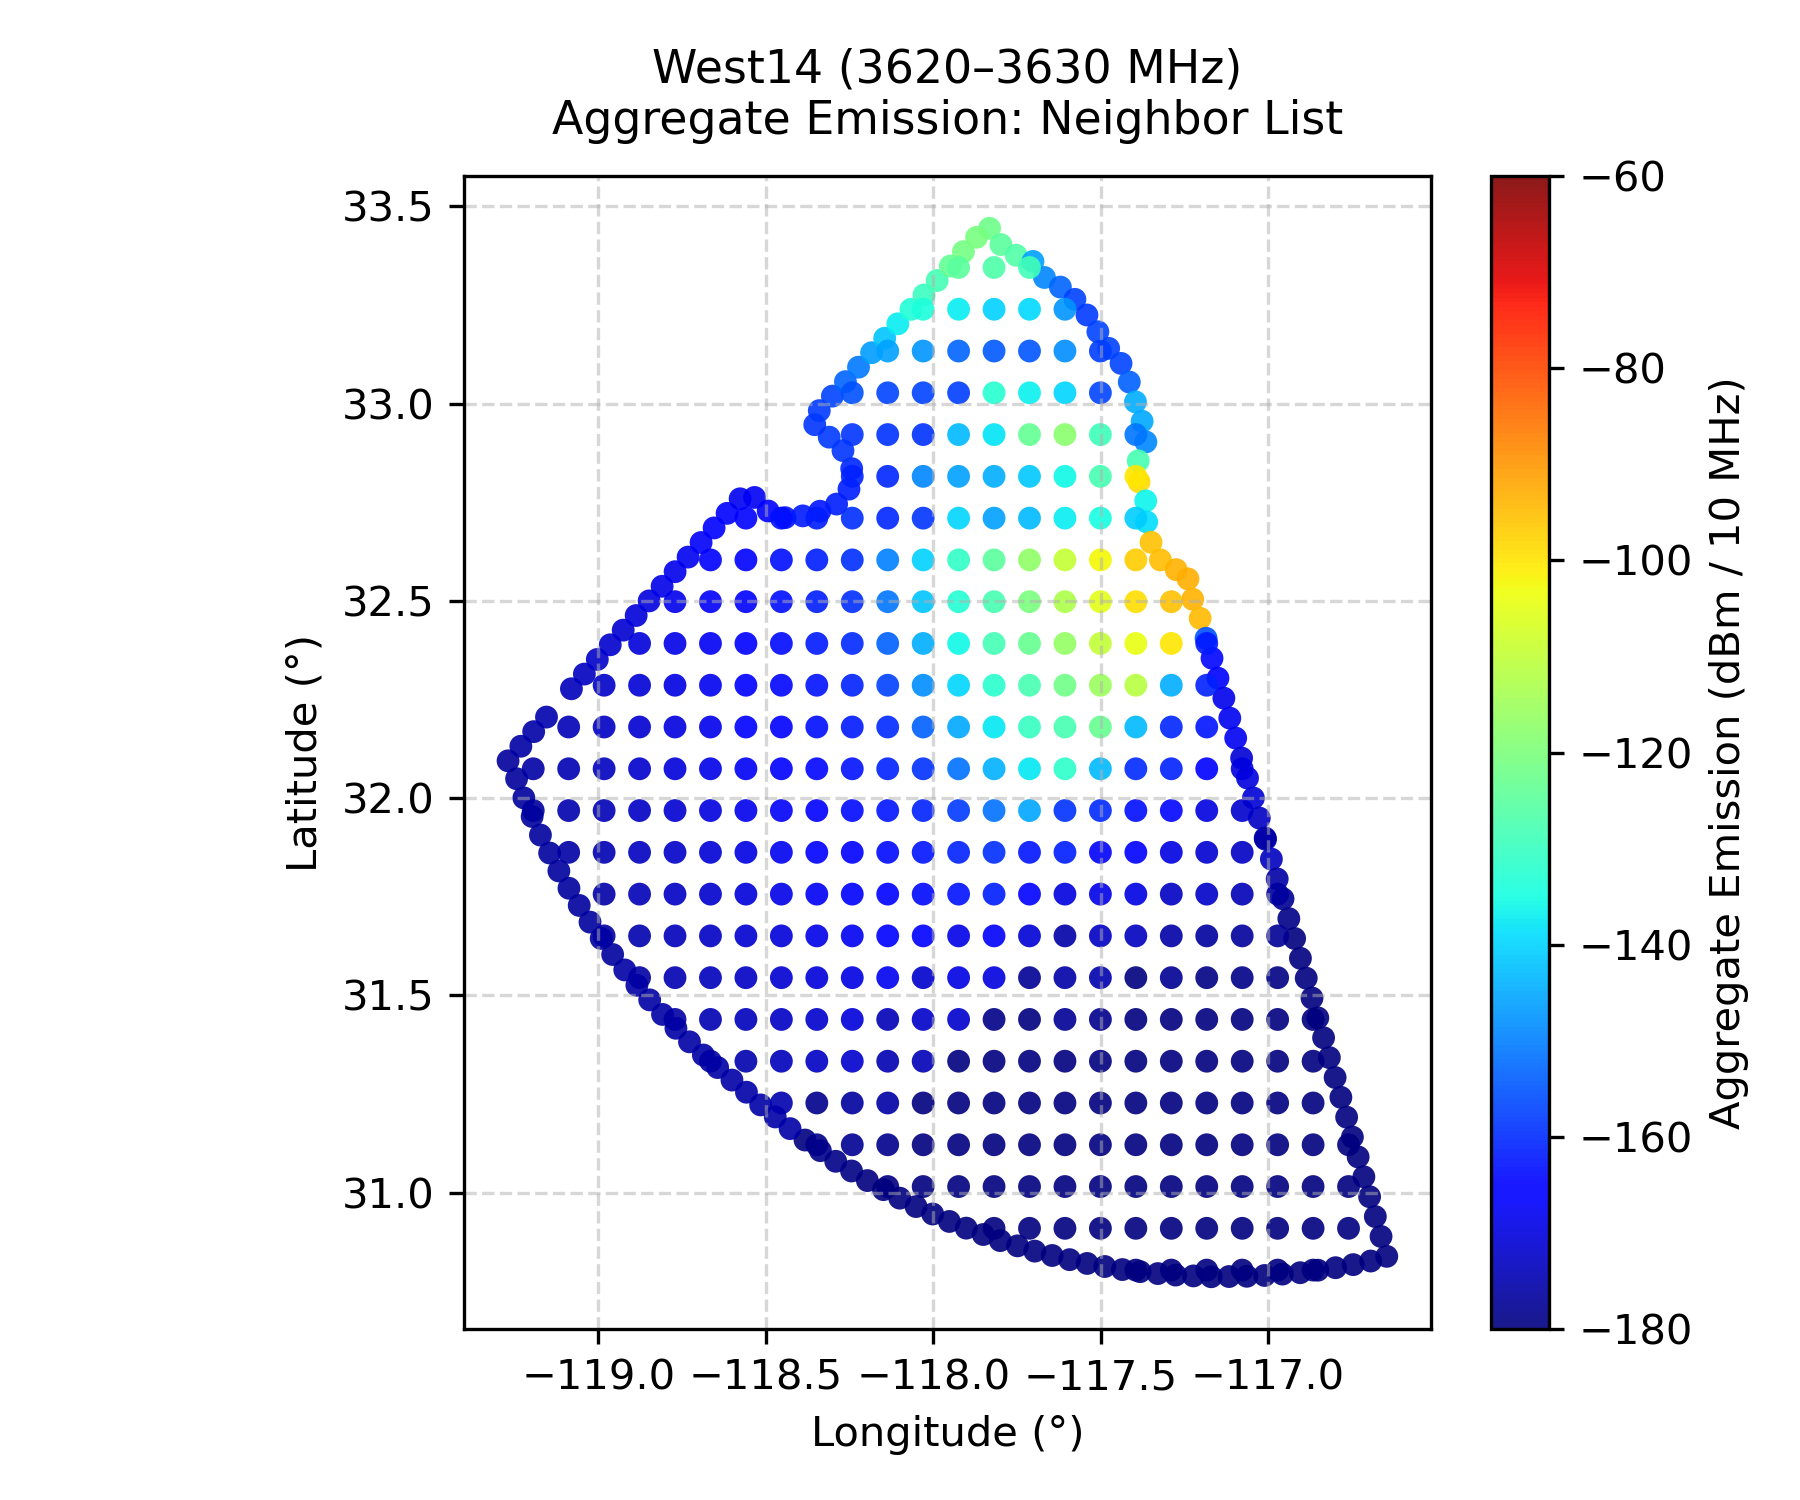 West14 (3620–3630 MHz)
Aggregate Emission: Neighbor List
33.5
33.0
32.5
32.0
31.5
31.0
Latitude (°)
−119.0 −118.5 −118.0 −117.5 −117.0
Longitude (°)
−60
−80
−100
−120
−140
−160
−180
Aggregate Emission (dBm / 10 MHz)